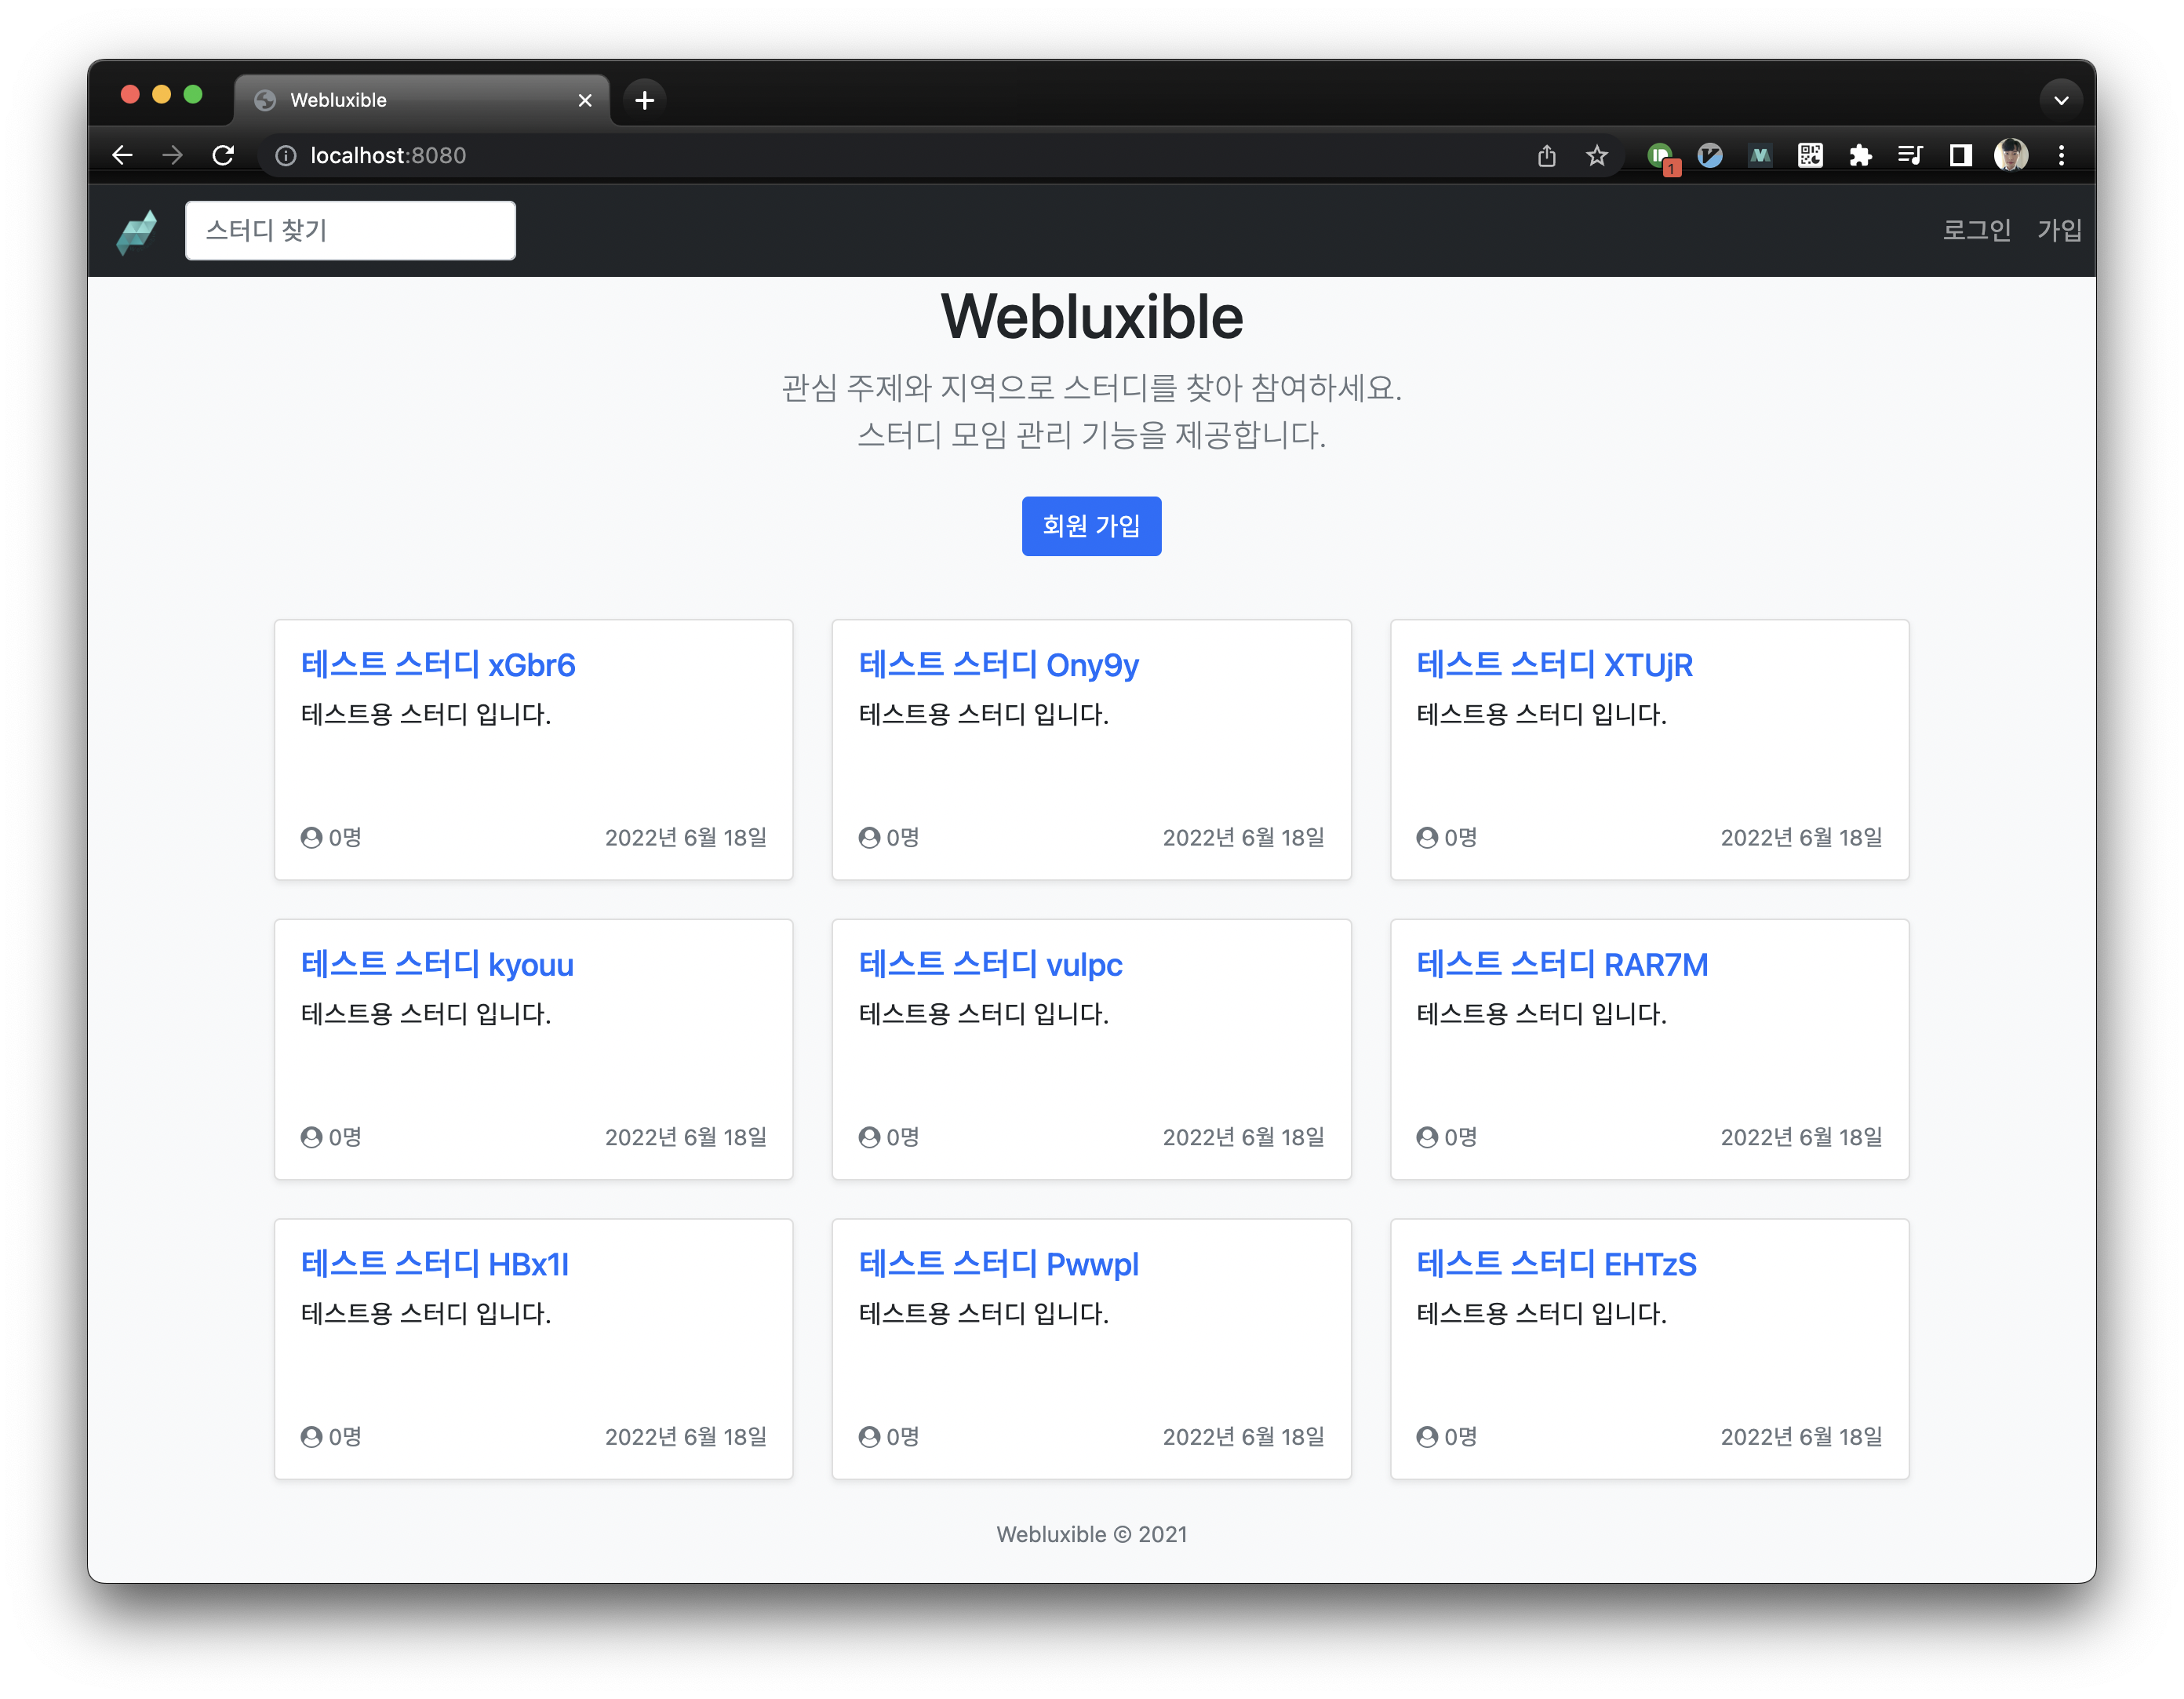 Webluxible
localhost:8080
1
스터디 찾기
로그인 가입
Webluxible
관심 주제와 지역으로 스터디를 찾아 참여하세요.
스터디 모임 관리 기능을 제공합니다.
회원 가입
테스트 스터디 xGbr6
테스트용 스터디 입니다.
0명 2022년 6월 18일
테스트 스터디 Ony9y
테스트용 스터디 입니다.
0명 2022년 6월 18일
테스트 스터디 XTUjR
테스트용 스터디 입니다.
0명 2022년 6월 18일
테스트 스터디 kyouu
테스트용 스터디 입니다.
0명 2022년 6월 18일
테스트 스터디 vulpc
테스트용 스터디 입니다.
0명 2022년 6월 18일
테스트 스터디 RAR7M
테스트용 스터디 입니다.
0명 2022년 6월 18일
테스트 스터디 HBx1I
테스트용 스터디 입니다.
0명 2022년 6월 18일
테스트 스터디 Pwwpl
테스트용 스터디 입니다.
0명 2022년 6월 18일
테스트 스터디 EHTzS
테스트용 스터디 입니다.
0명 2022년 6월 18일
Webluxible © 2021